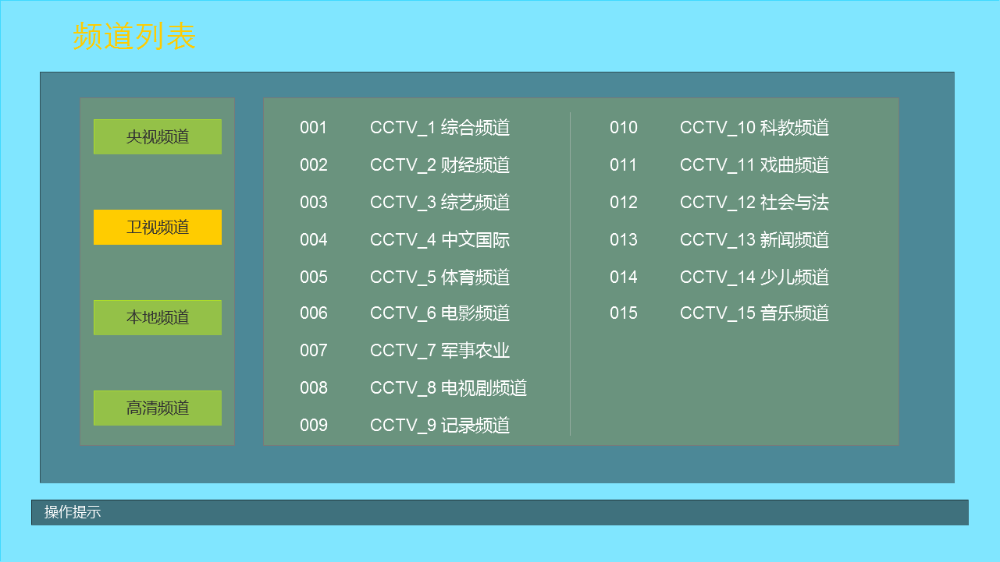 频道列表
央视频道
卫视频道
本地频道
高清频道
001 CCTV_1 综合频道
002 CCTV_2 财经频道
003 CCTV_3 综艺频道
004 CCTV_4 中文国际
005 CCTV_5 体育频道
006 CCTV_6 电影频道
007 CCTV_7 军事农业
008 CCTV_8 电视剧频道
009 CCTV_9 记录频道
010 CCTV_10 科教频道
011 CCTV_11 戏曲频道
012 CCTV_12 社会与法
013 CCTV_13 新闻频道
014 CCTV_14 少儿频道
015 CCTV_15 音乐频道
操作提示